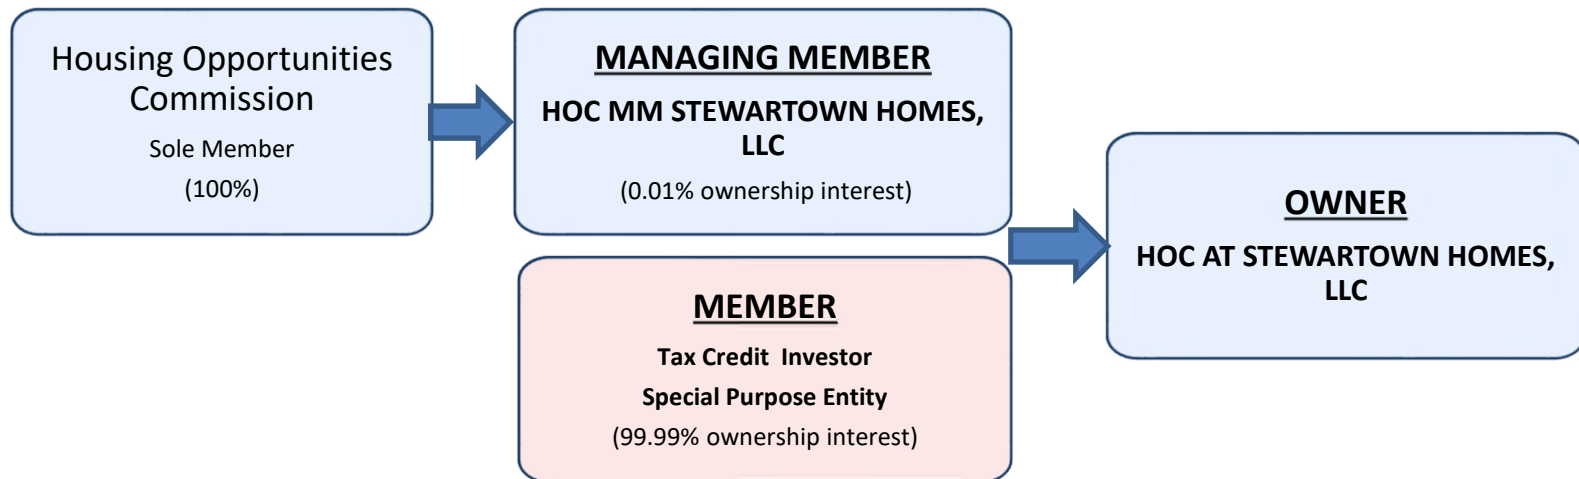 Housing Opportunities
Commission
Sole Member
(100%)
MANAGING MEMBER
HOC MM STEWARTOWN HOMES,
LLC
(0.01% ownership interest)
MEMBER
Tax Credit Investor
Special Purpose Entity
(99.99% ownership interest)
OWNER
HOC AT STEWARTOWN HOMES,
LLC